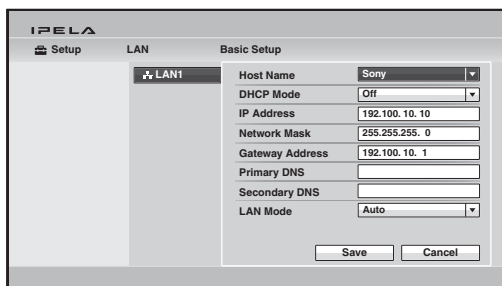 IPELA
Setup LAN Basic Setup
LAN1
Host Name Sony
DHCP Mode Off
IP Address 192.100. 10. 10
Network Mask 255.255.255. 0
Gateway Address 192.100. 10. 1
Primary DNS
Secondary DNS
LAN Mode Auto
Save Cancel